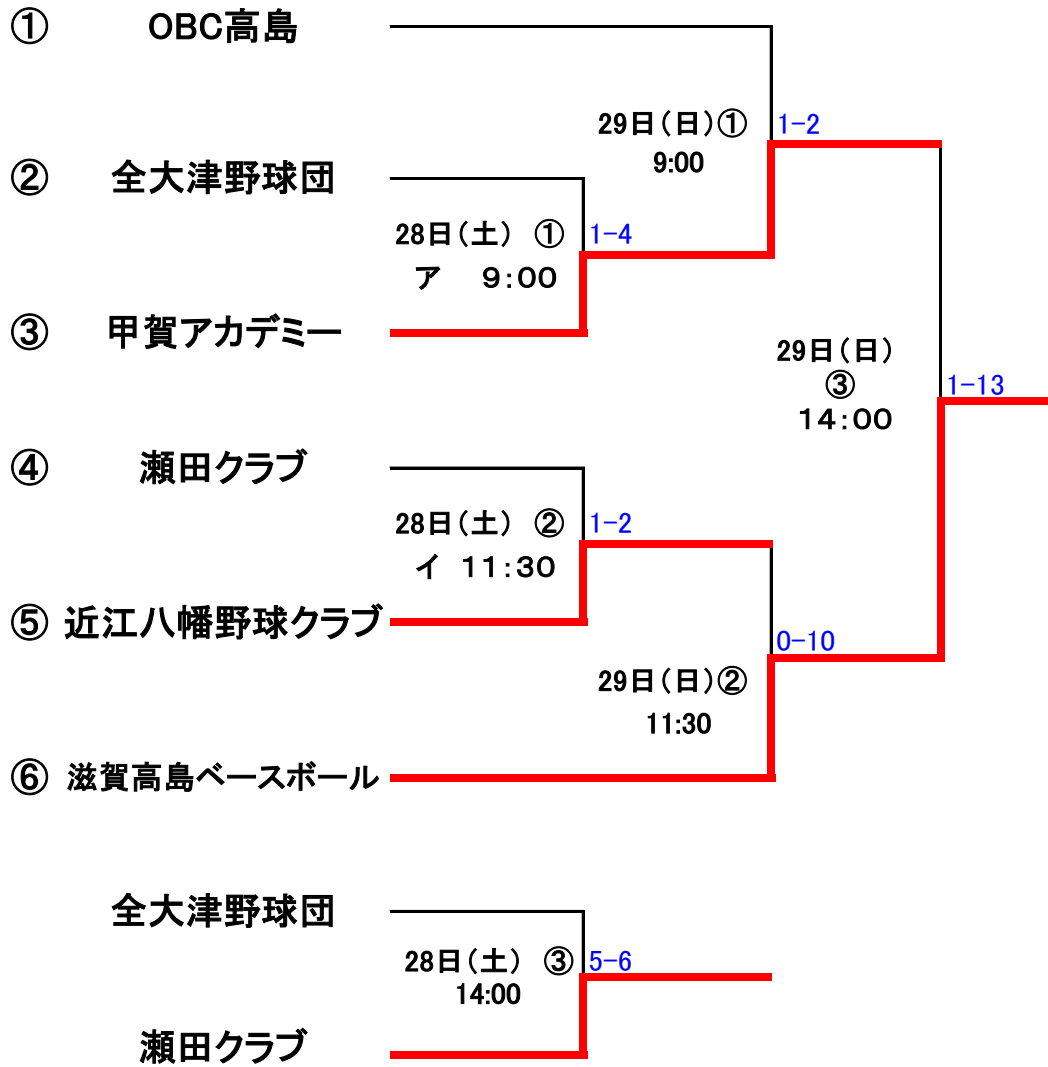 ① OBC高島
29日(日)① 1-2
9:00
② 全大津野球団
28日(土) ① 1-4
ア 9:00
③ 甲賀アカデミー
29日(日)
③
14:00
1-13
④ 瀬田クラブ
28日(土) ② 1-2
イ 11:30
⑤ 近江八幡野球クラブ
0-10
29日(日)②
11:30
⑥ 滋賀高島ベースボール
全大津野球団
28日(土) ③ 5-6
14:00
瀬田クラブ